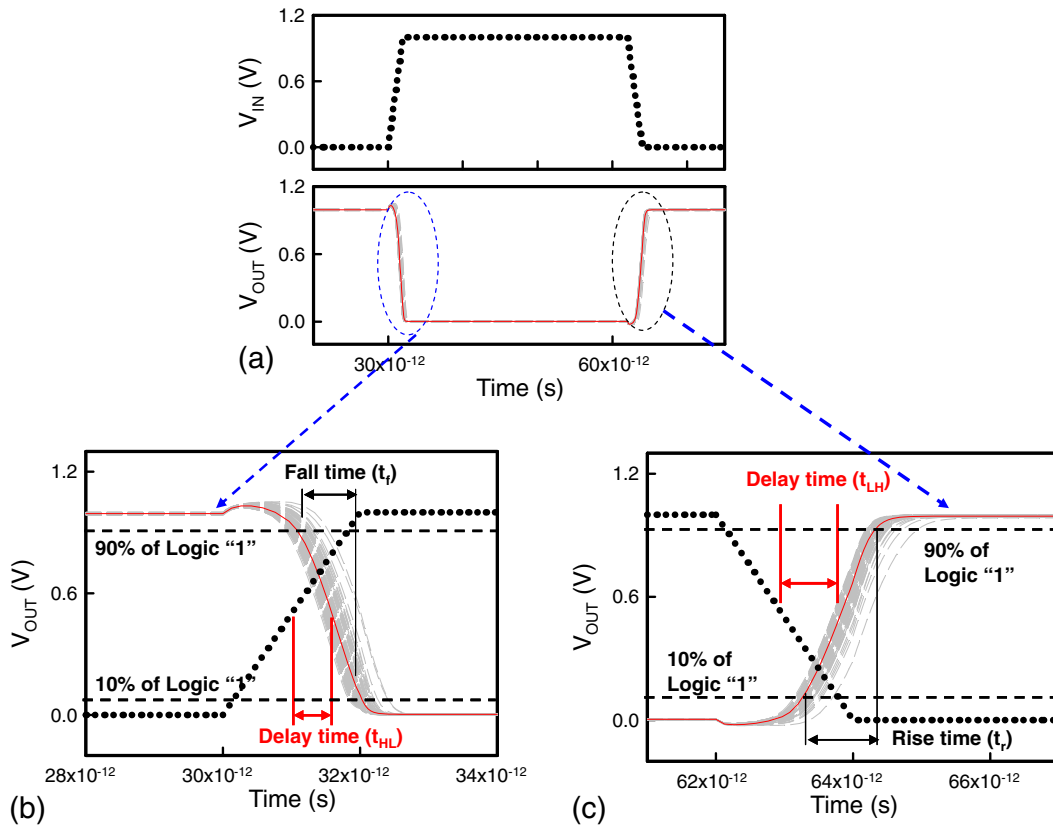 1.2
0.6
0.0
V_IN (V)
1.2
0.6
0.0
V_OUT (V)
30x10^-12
60x10^-12
Time (s)
(a)
1.2
0.6
0.0
V_OUT (V)
Fall time (t_f)
90% of Logic “1”
10% of Logic “1”
Delay time (t_HL)
28x10^-12
30x10^-12
32x10^-12
34x10^-12
Time (s)
(b)
1.2
0.6
0.0
V_OUT (V)
Delay time (t_LH)
90% of
Logic “1”
10% of
Logic “1”
Rise time (t_r)
62x10^-12
64x10^-12
66x10^-12
Time (s)
(c)